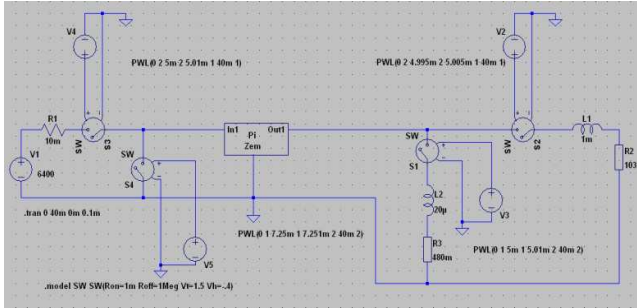 V4
V2
PWL(0 2 5m 2 5.01m 1 40m 1)
PWL(0 2 4.995m 2 5.005m 1 40m 1)
R1
10m
SW
S3
In1
Out1
Pi
Zem
SW
S2
L1
1m
V1
6400
SW
S4
SW
S1
R2
103
L2
20µ
V3
.tran 0 40m 0m 0.1m
PWL(0 1 7.25m 1 7.251m 2 40m 2)
V5
R3
480m
PWL(0 1 5m 1 5.01m 2 40m 2)
.model SW SW(Ron=1m Roff=1Meg Vt=1.5 Vh=-.4)